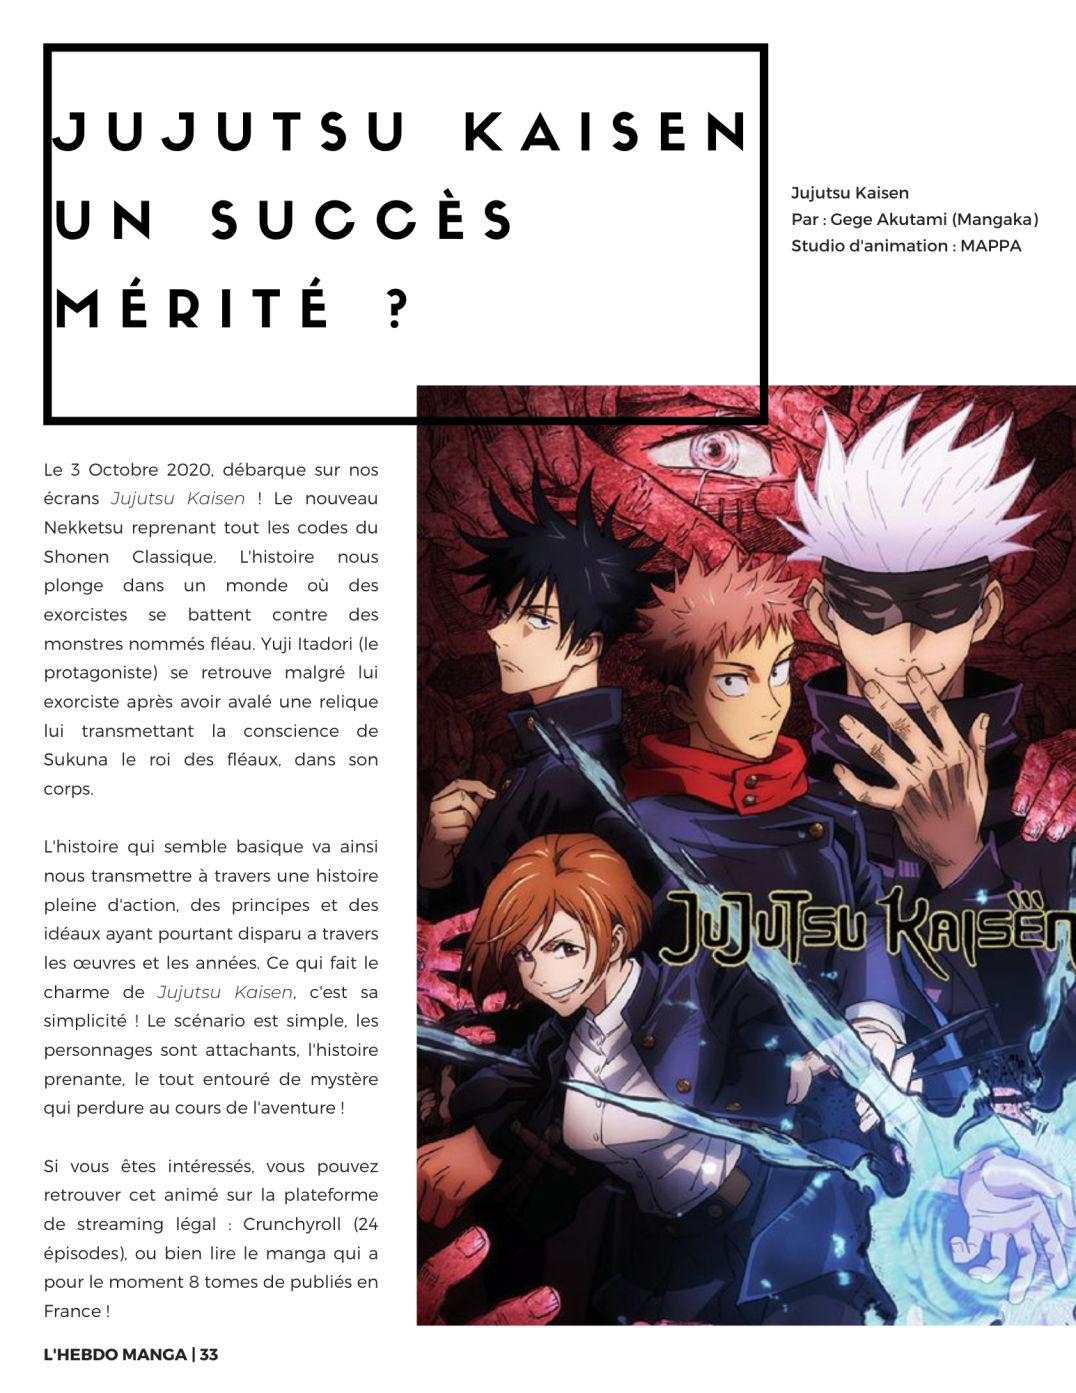 JUJUTSU KAISEN
UN SUCCÈS
MÉRITÉ ?
Jujutsu Kaisen
Par : Gege Akutami (Mangaka)
Studio d'animation : MAPPA
Le 3 Octobre 2020, débarque sur nos
écrans Jujutsu Kaisen ! Le nouveau
Nekketsu reprenant tout les codes du
Shonen Classique. L'histoire nous
plonge dans un monde où des
exorcistes se battent contre des
monstres nommés fléau. Yuji Itadori (le
protagoniste) se retrouve malgré lui
exorciste après avoir avalé une relique
lui transmettant la conscience de
Sukuna le roi des fléaux, dans son
corps.
L'histoire qui semble basique va ainsi
nous transmettre à travers une histoire
pleine d'action, des principes et des
idéaux ayant pourtant disparu a travers
les œuvres et les années. Ce qui fait le
charme de Jujutsu Kaisen, c'est sa
simplicité ! Le scénario est simple, les
personnages sont attachants, l'histoire
prenante, le tout entouré de mystère
qui perdure au cours de l'aventure !
Si vous êtes intéressés, vous pouvez
retrouver cet animé sur la plateforme
de streaming légal : Crunchyroll (24
épisodes), ou bien lire le manga qui a
pour le moment 8 tomes de publiés en
France !
JUJUTSU KAISEN
L'HEBDO MANGA | 33